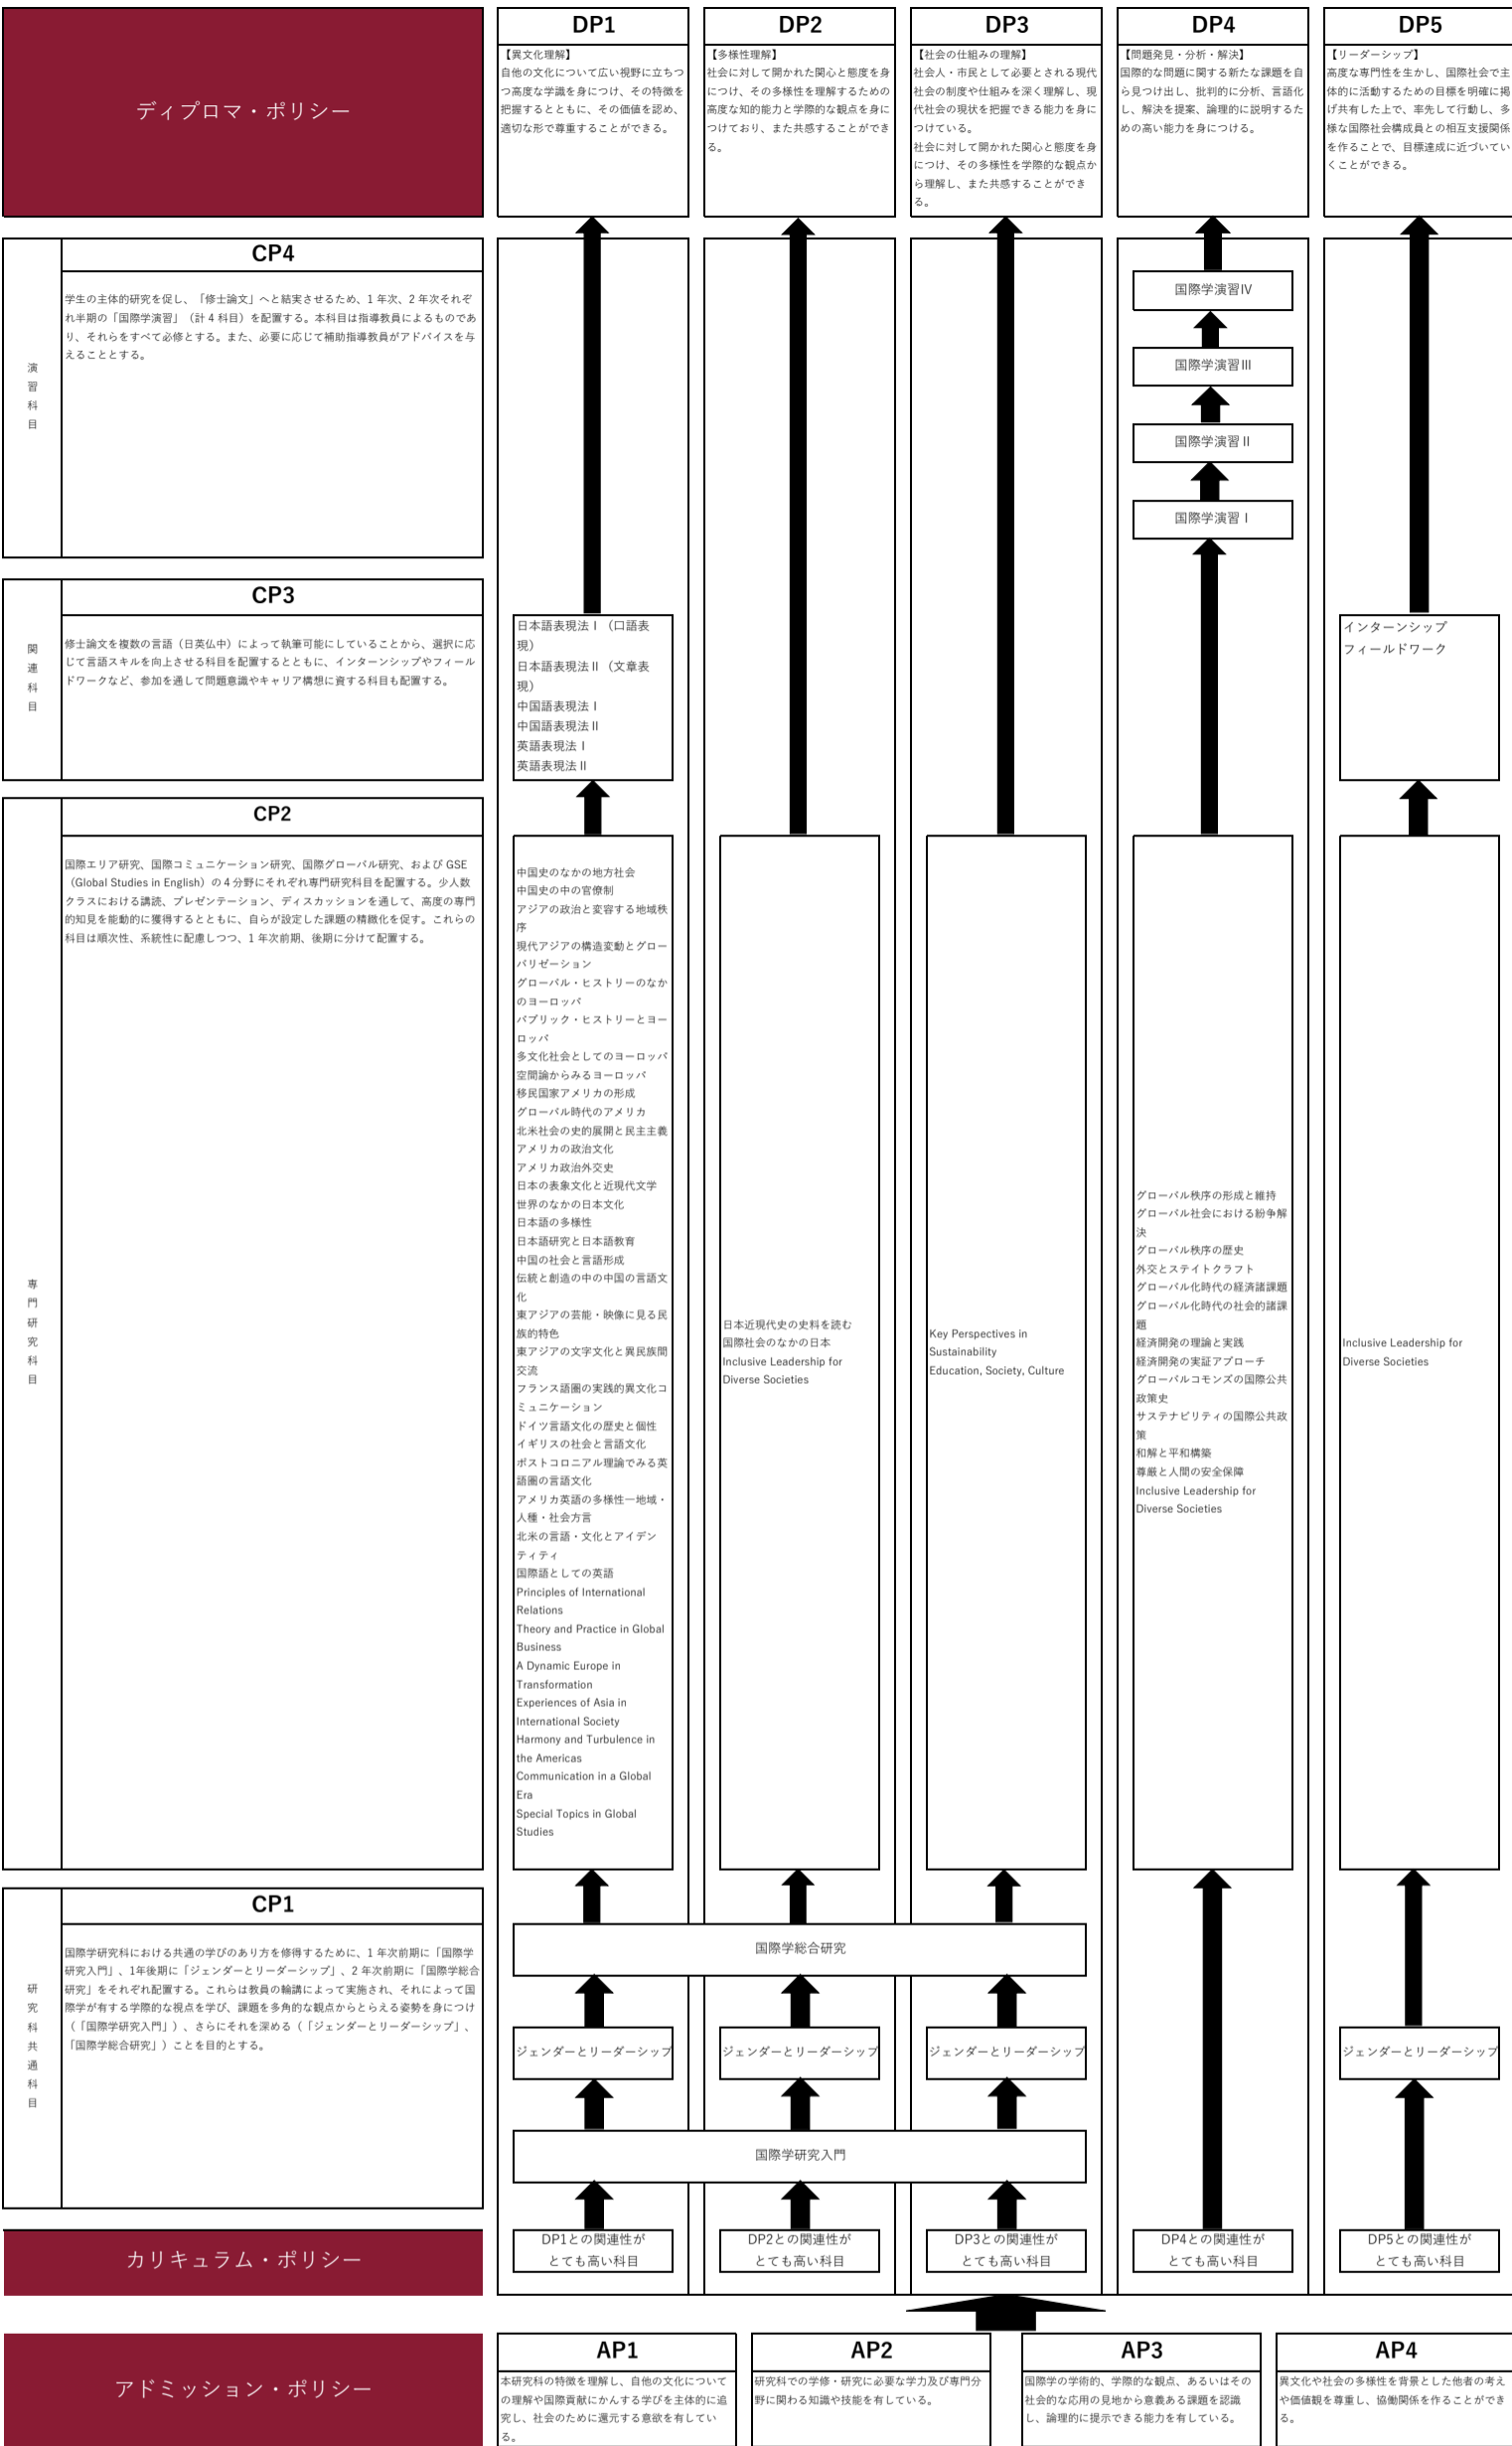 ディプロマ・ポリシー
DP1
【異文化理解】
自他の文化について広い視野に立ちつ
つ高度な学識を身につけ、その特徴を
把握するとともに、その価値を認め、
適切な形で尊重することができる。
DP2
【多様性理解】
社会に対して開かれた関心と態度を身
につけ、その多様性を理解するための
高度な知的能力と学際的な観点を身に
つけており、また共感することができ
る。
DP3
【社会の仕組みの理解】
社会人・市民として必要とされる現代
社会の制度や仕組みを深く理解し、現
代社会の現状を把握できる能力を身に
つけている。
社会に対して開かれた関心と態度を身
につけ、その多様性を学際的な観点か
ら理解し、また共感することができ
る。
DP4
【問題発見・分析・解決】
国際的な問題に関する新たな課題を自
ら見つけ出し、批判的に分析、言語化
し、解決を提案、論理的に説明するた
めの高い能力を身につける。
DP5
【リーダーシップ】
高度な専門性を生かし、国際社会で主
体的に活動するための目標を明確に掲
げ共有した上で、率先して行動し、多
様な国際社会構成員との相互支援関係
を作ることで、目標達成に近づいてい
くことができる。
演習科目
CP4
学生の主体的研究を促し、「修士論文」へと結実させるため、1 年次、2 年次それぞ
れ半期の「国際学演習」（計 4 科目）を配置する。本科目は指導教員によるものであ
り、それらをすべて必修とする。また、必要に応じて補助指導教員がアドバイスを与
えることとする。
国際学演習Ⅳ
国際学演習Ⅲ
国際学演習Ⅱ
国際学演習Ⅰ
関連科目
CP3
修士論文を複数の言語（日英仏中）によって執筆可能にしていることから、選択に応
じて言語スキルを向上させる科目を配置するとともに、インターンシップやフィール
ドワークなど、参加を通して問題意識やキャリア構想に資する科目も配置する。
日本語表現法Ⅰ（口語表
現）
日本語表現法Ⅱ（文章表
現）
中国語表現法Ⅰ
中国語表現法Ⅱ
英語表現法Ⅰ
英語表現法Ⅱ
インターンシップ
フィールドワーク
専門研究科目
CP2
国際エリア研究、国際コミュニケーション研究、国際グローバル研究、および GSE
（Global Studies in English）の 4 分野にそれぞれ専門研究科目を配置する。少人数
クラスにおける講読、プレゼンテーション、ディスカッションを通して、高度の専門
的知見を能動的に獲得するとともに、自らが設定した課題の精緻化を促す。これらの
科目は順次性、系統性に配慮しつつ、1 年次前期、後期に分けて配置する。
中国史のなかの地方社会
中国史の中の官僚制
アジアの政治と変容する地域秩
序
現代アジアの構造変動とグロー
バリゼーション
グローバル・ヒストリーのなか
のヨーロッパ
パブリック・ヒストリーとヨー
ロッパ
多文化社会としてのヨーロッパ
空間論からみるヨーロッパ
移民国家アメリカの形成
グローバル時代のアメリカ
北米社会の史的展開と民主主義
アメリカの政治文化
アメリカ政治外交史
日本の表象文化と近現代文学
世界のなかの日本文化
日本語の多様性
日本語研究と日本語教育
中国の社会と言語形成
伝統と創造の中の中国の言語文
化
東アジアの芸能・映像に見る民
族的特色
東アジアの文字文化と異民族間
交流
フランス語圏の実践的異文化コ
ミュニケーション
ドイツ言語文化の歴史と個性
イギリスの社会と言語文化
ポストコロニアル理論でみる英
語圏の言語文化
アメリカ英語の多様性―地域・
人種・社会方言
北米の言語・文化とアイデン
ティティ
国際語としての英語
Principles of International
Relations
Theory and Practice in Global
Business
A Dynamic Europe in
Transformation
Experiences of Asia in
International Society
Harmony and Turbulence in
the Americas
Communication in a Global
Era
Special Topics in Global
Studies
日本近現代史の史料を読む
国際社会のなかの日本
Inclusive Leadership for
Diverse Societies
Key Perspectives in
Sustainability
Education, Society, Culture
グローバル秩序の形成と維持
グローバル社会における紛争解
決
グローバル秩序の歴史
外交とステイトクラフト
グローバル化時代の経済諸課題
グローバル化時代の社会的諸課
題
経済開発の理論と実践
経済開発の実証アプローチ
グローバルコモンズの国際公共
政策史
サステナビリティの国際公共政
策
和解と平和構築
尊厳と人間の安全保障
Inclusive Leadership for
Diverse Societies
Inclusive Leadership for
Diverse Societies
研究科共通科目
CP1
国際学研究科における共通の学びのあり方を修得するために、1 年次前期に「国際学
研究入門」、1年後期に「ジェンダーとリーダーシップ」、2 年次前期に「国際学総合
研究」をそれぞれ配置する。これらは教員の輪講によって実施され、それによって国
際学が有する学際的な視点を学び、課題を多角的な観点からとらえる姿勢を身につけ
（「国際学研究入門」）、さらにそれを深める（「ジェンダーとリーダーシップ」、
「国際学総合研究」）ことを目的とする。
国際学総合研究
ジェンダーとリーダーシップ
ジェンダーとリーダーシップ
ジェンダーとリーダーシップ
ジェンダーとリーダーシップ
国際学研究入門
カリキュラム・ポリシー
DP1との関連性が
とても高い科目
DP2との関連性が
とても高い科目
DP3との関連性が
とても高い科目
DP4との関連性が
とても高い科目
DP5との関連性が
とても高い科目
アドミッション・ポリシー
AP1
本研究科の特徴を理解し、自他の文化について
の理解や国際貢献にかんする学びを主体的に追
究し、社会のために還元する意欲を有してい
る。
AP2
研究科での学修・研究に必要な学力及び専門分
野に関わる知識や技能を有している。
AP3
国際学の学術的、学際的な観点、あるいはその
社会的な応用の見地から意義ある課題を認識
し、論理的に提示できる能力を有している。
AP4
異文化や社会の多様性を背景とした他者の考え
や価値観を尊重し、協働関係を作ることができ
る。